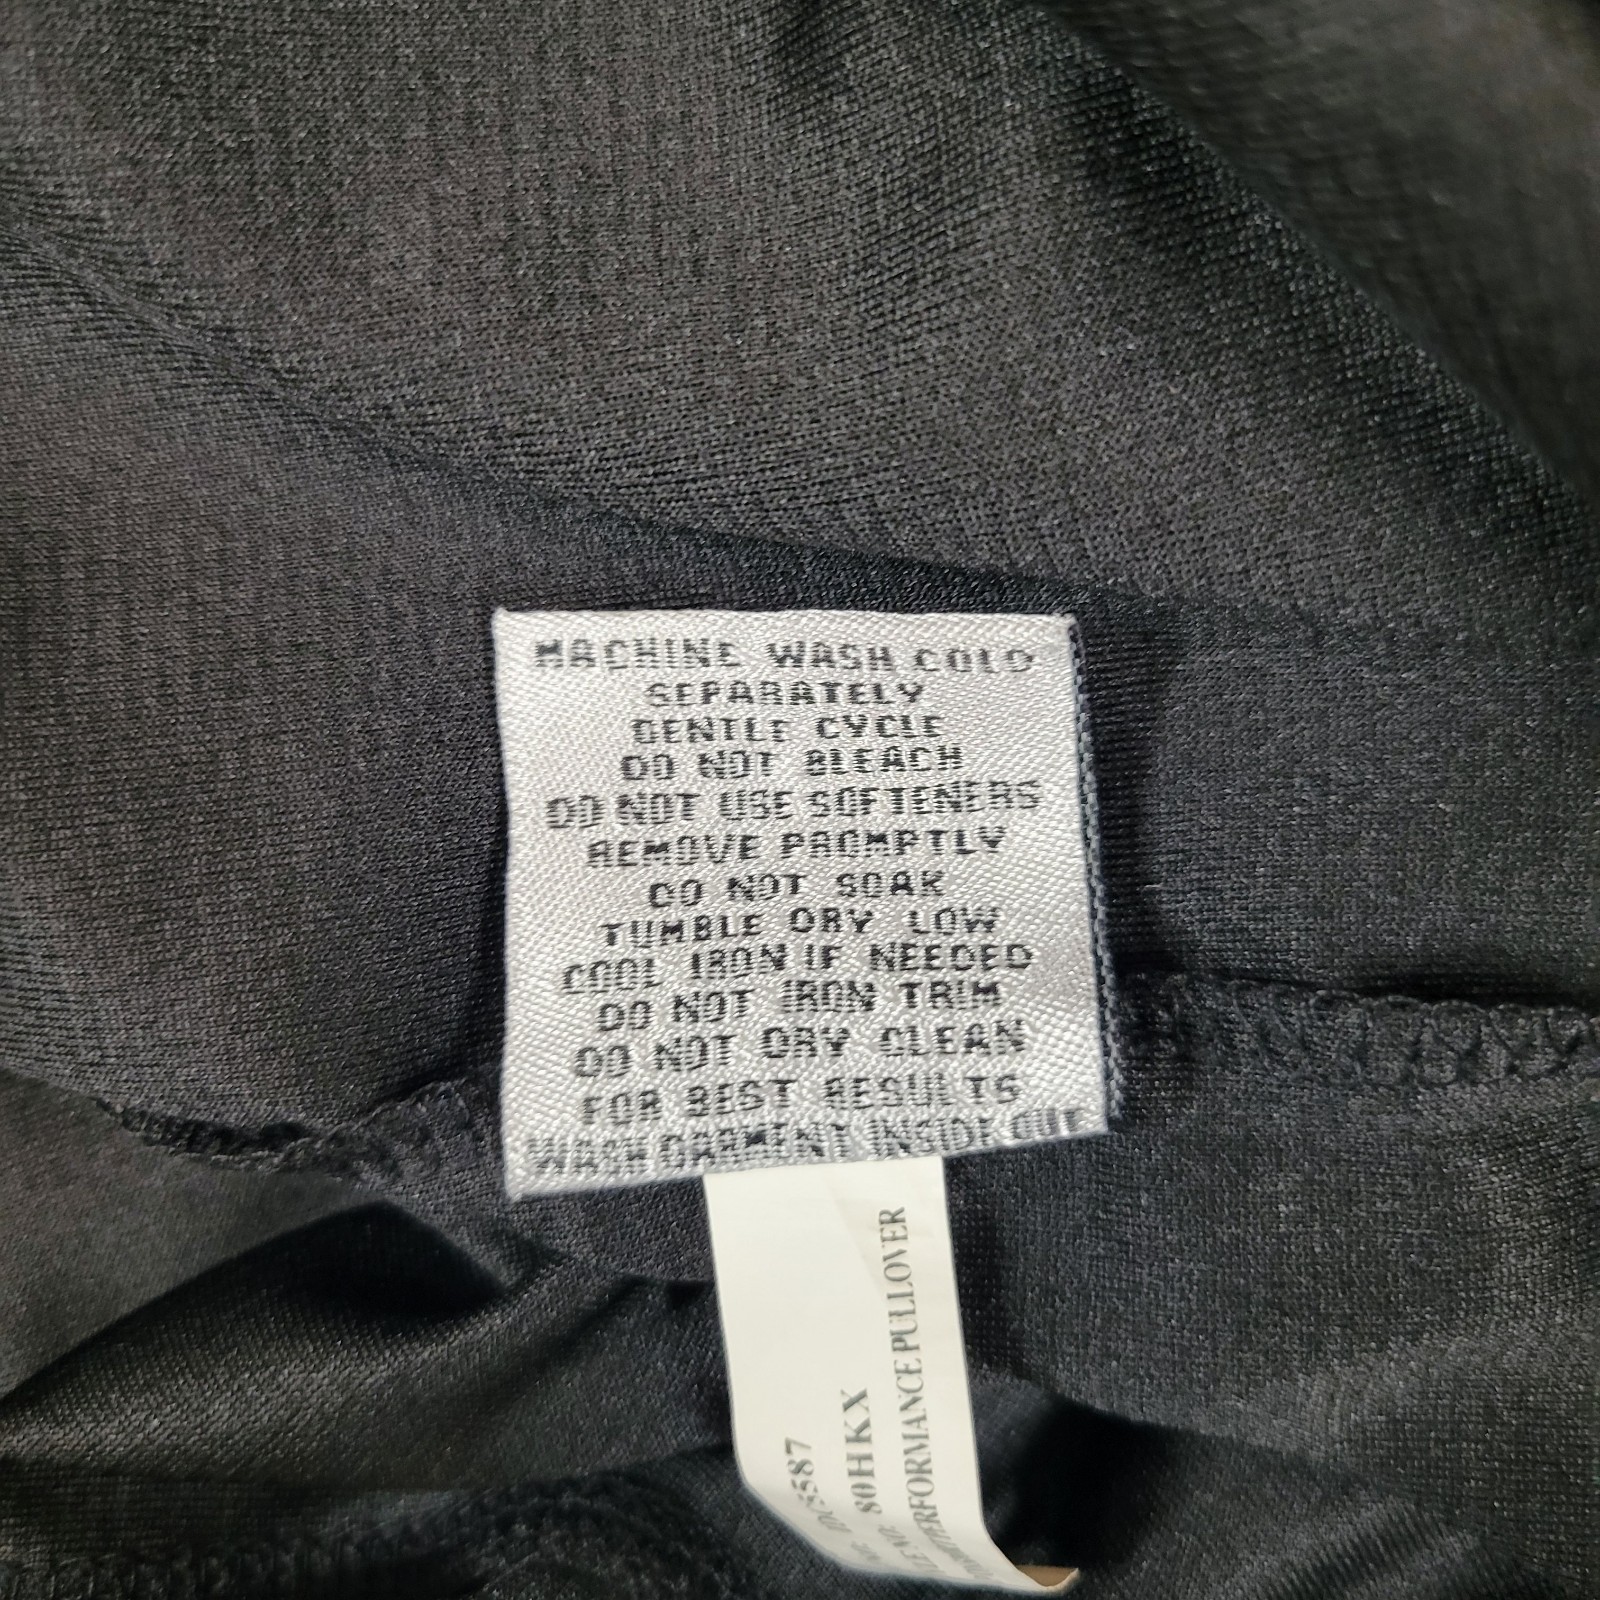 MACHINE WASH COLD
SEPARATELY
GENTLE CYCLE
DO NOT BLEACH
DO NOT USE SOFTENERS
REMOVE PROMPTLY
DO NOT SOAK
TUMBLE DRY LOW
COOL IRON IF NEEDED
DO NOT IRON TRIM
DO NOT DRY CLEAN
FOR BEST RESULTS
WASH GARMENT INSIDE OUT
80HKX
PERFORMANCE PULLOVER